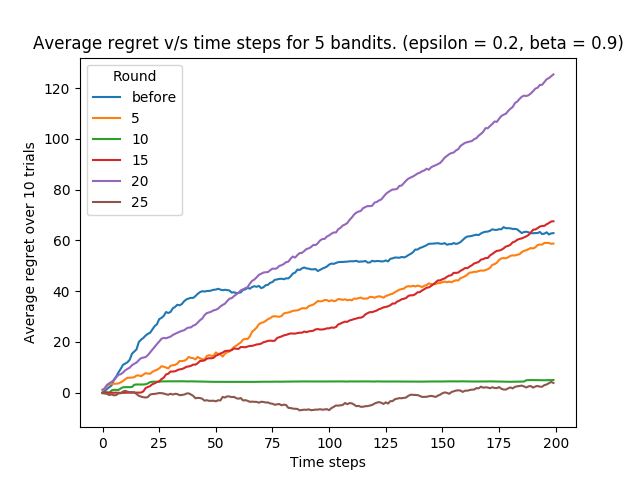 Average regret v/s time steps for 5 bandits. (epsilon = 0.2, beta = 0.9)
Round
before
5
10
15
20
25
Average regret over 10 trials
120
100
80
60
40
20
0
0 25 50 75 100 125 150 175 200
Time steps